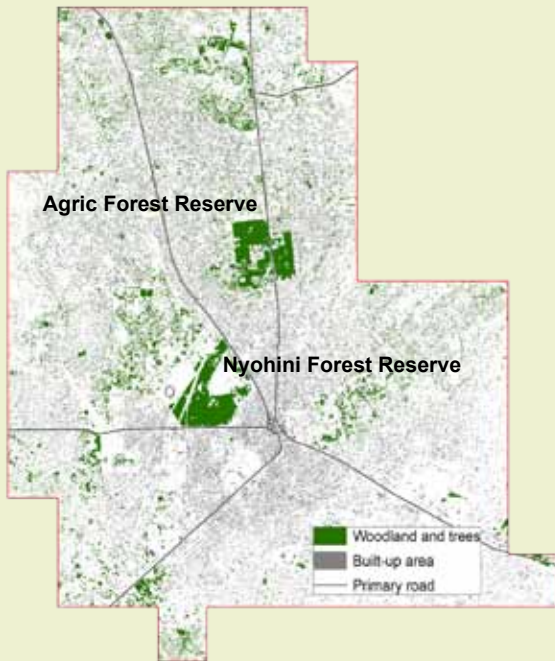 Agric Forest Reserve
Nyohini Forest Reserve
Woodland and trees
Built-up area
Primary road